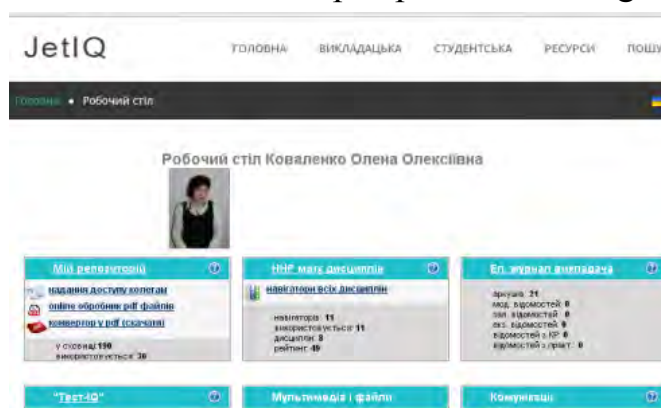 JetIQ
ГОЛОВНА ВИКЛАДАЦЬКА СТУДЕНТСЬКА РЕСУРСИ ПОШУ
Головна • Робочий стіл
Робочий стіл Коваленко Олена Олексіївна
Мій репозиторій
надання доступу колегам
online обробник pdf файлів
конвертор у pdf (скачати)
у сховищі 190
використовується: 30
ННР моїх дисциплін
навігатори всіх дисциплін
навігаторів: 11
використовується: 11
дисциплін: 8
рейтинг: 49
Ел. журнал викладача
аркушів: 21
мод. відомостей: 0
зал. відомостей: 0
екз. відомостей: 0
відомостей з КР: 0
відомостей з практ.: 0
"Тест-IQ"
Мультимедіа і файли
Комунікації